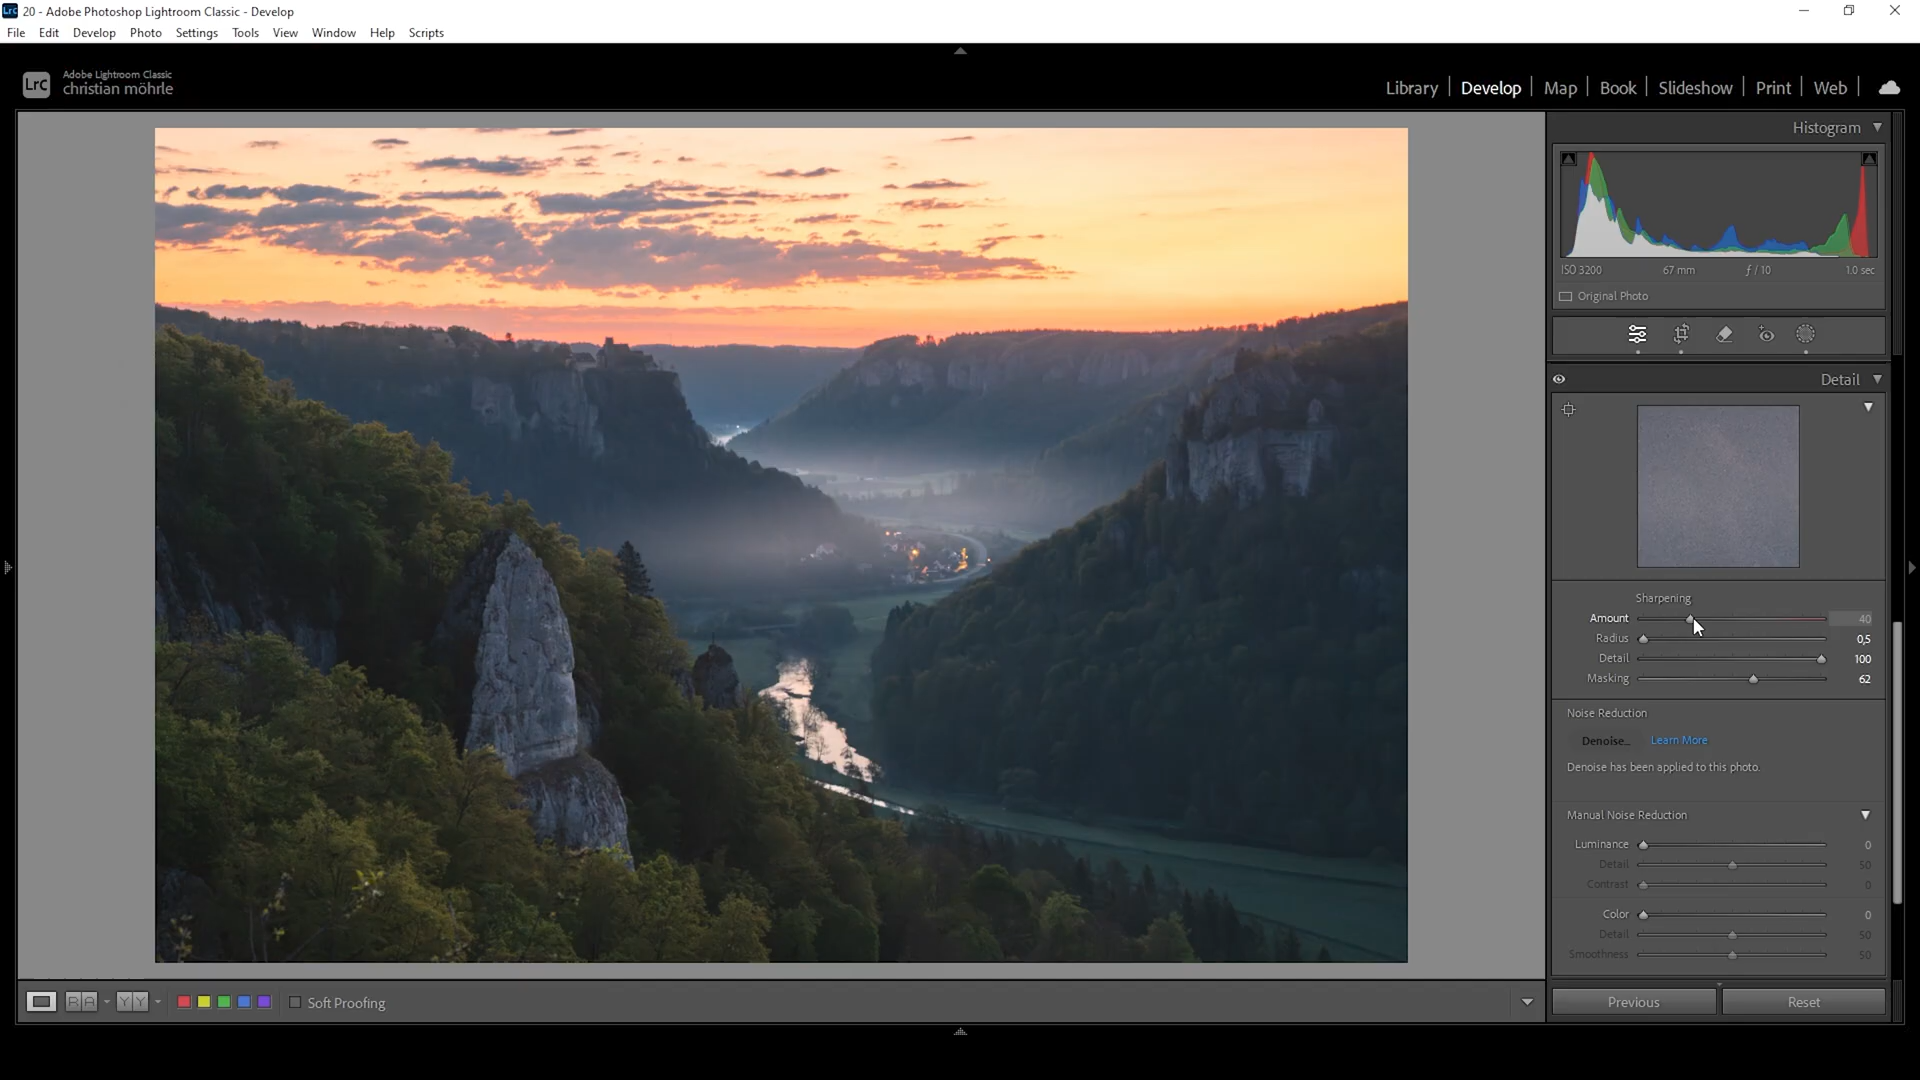 Lrc 20 - Adobe Photoshop Lightroom Classic - Develop
File Edit Develop Photo Settings Tools View Window Help Scripts
LrC
Adobe Lightroom Classic
christian möhrle
Library Develop Map Book Slideshow Print Web
Histogram
ISO 3200 67 mm ƒ / 10 1.0 sec
Original Photo
Detail
Sharpening
Amount 40
Radius 0,5
Detail 100
Masking 62
Noise Reduction
Denoise... Learn More
Denoise has been applied to this photo.
Manual Noise Reduction
Luminance 0
Detail 50
Contrast 0
Color 0
Detail 50
Smoothness 50
R A Y Y Soft Proofing
Previous Reset